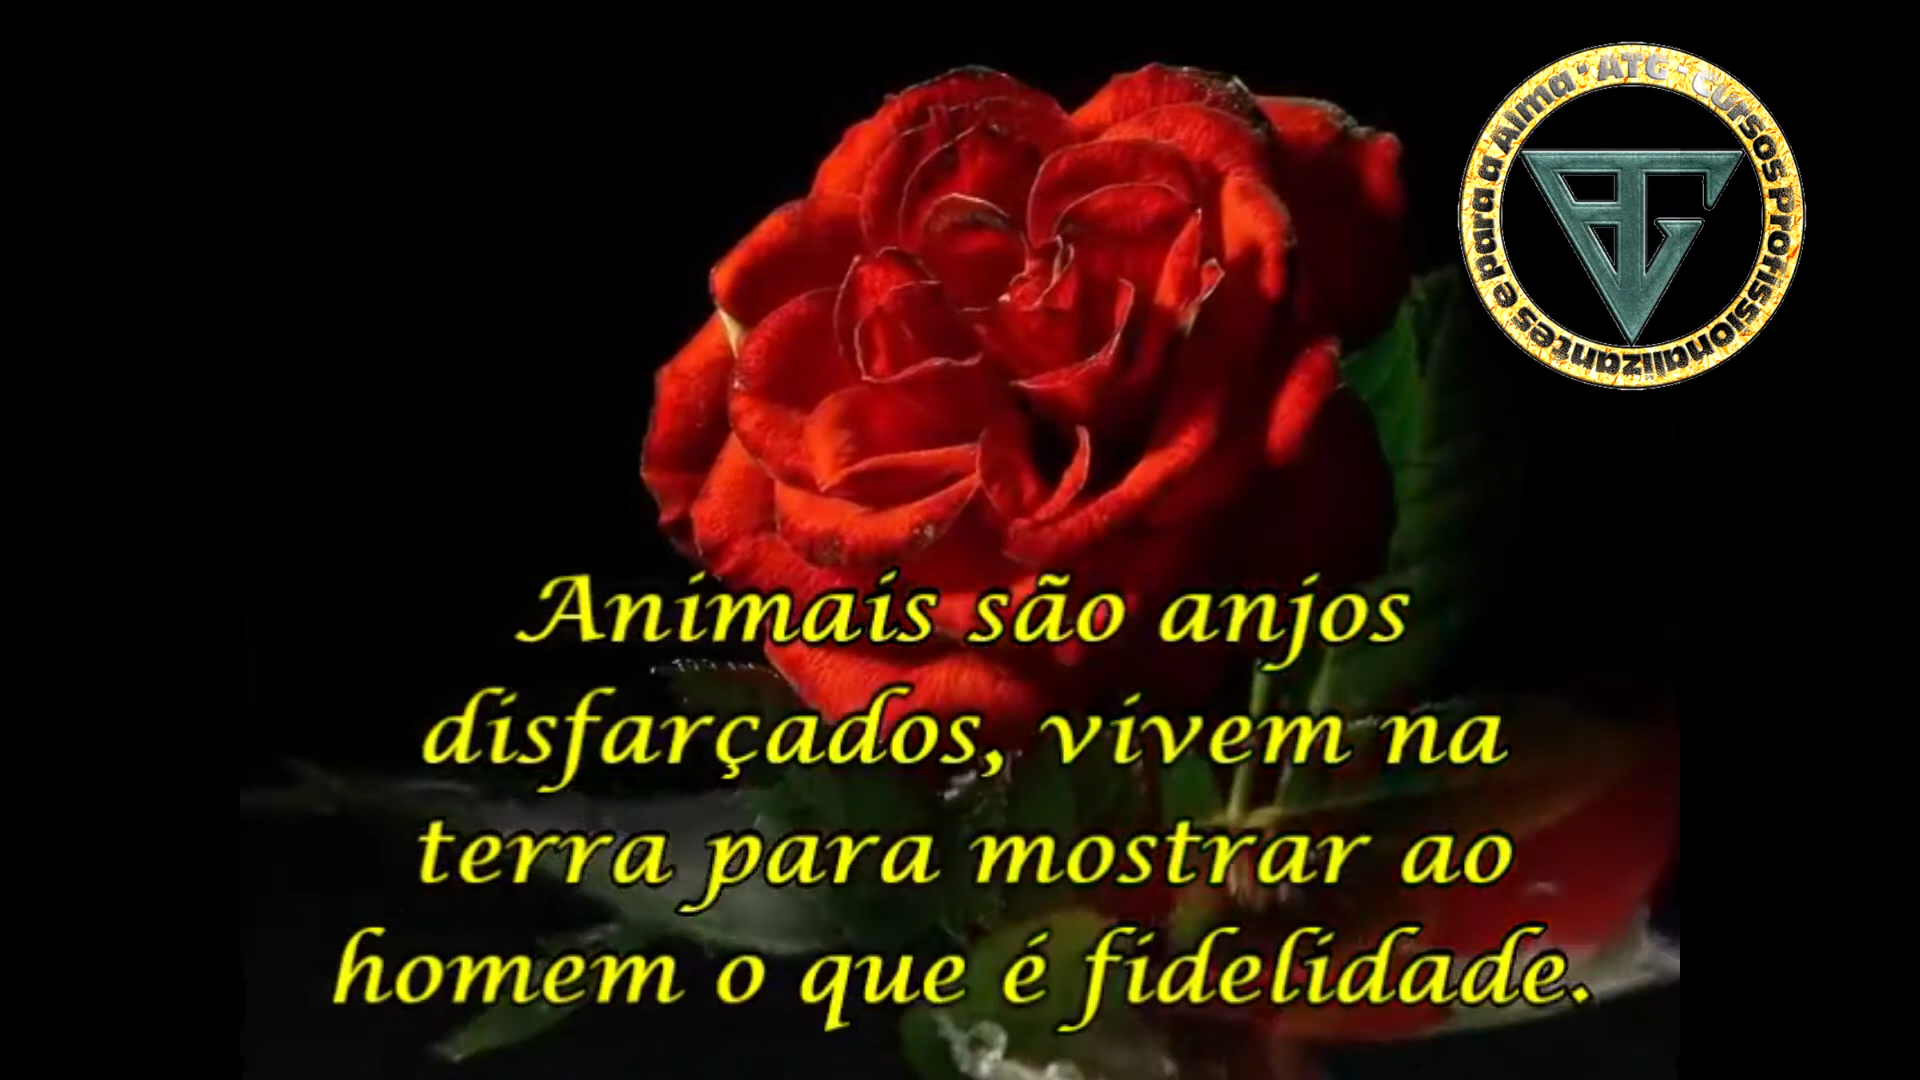 ATG - Cursos Profissionalizantes e para a Alma -
ATG
Animais são anjos
disfarçados, vivem na
terra para mostrar ao
homem o que é fidelidade.